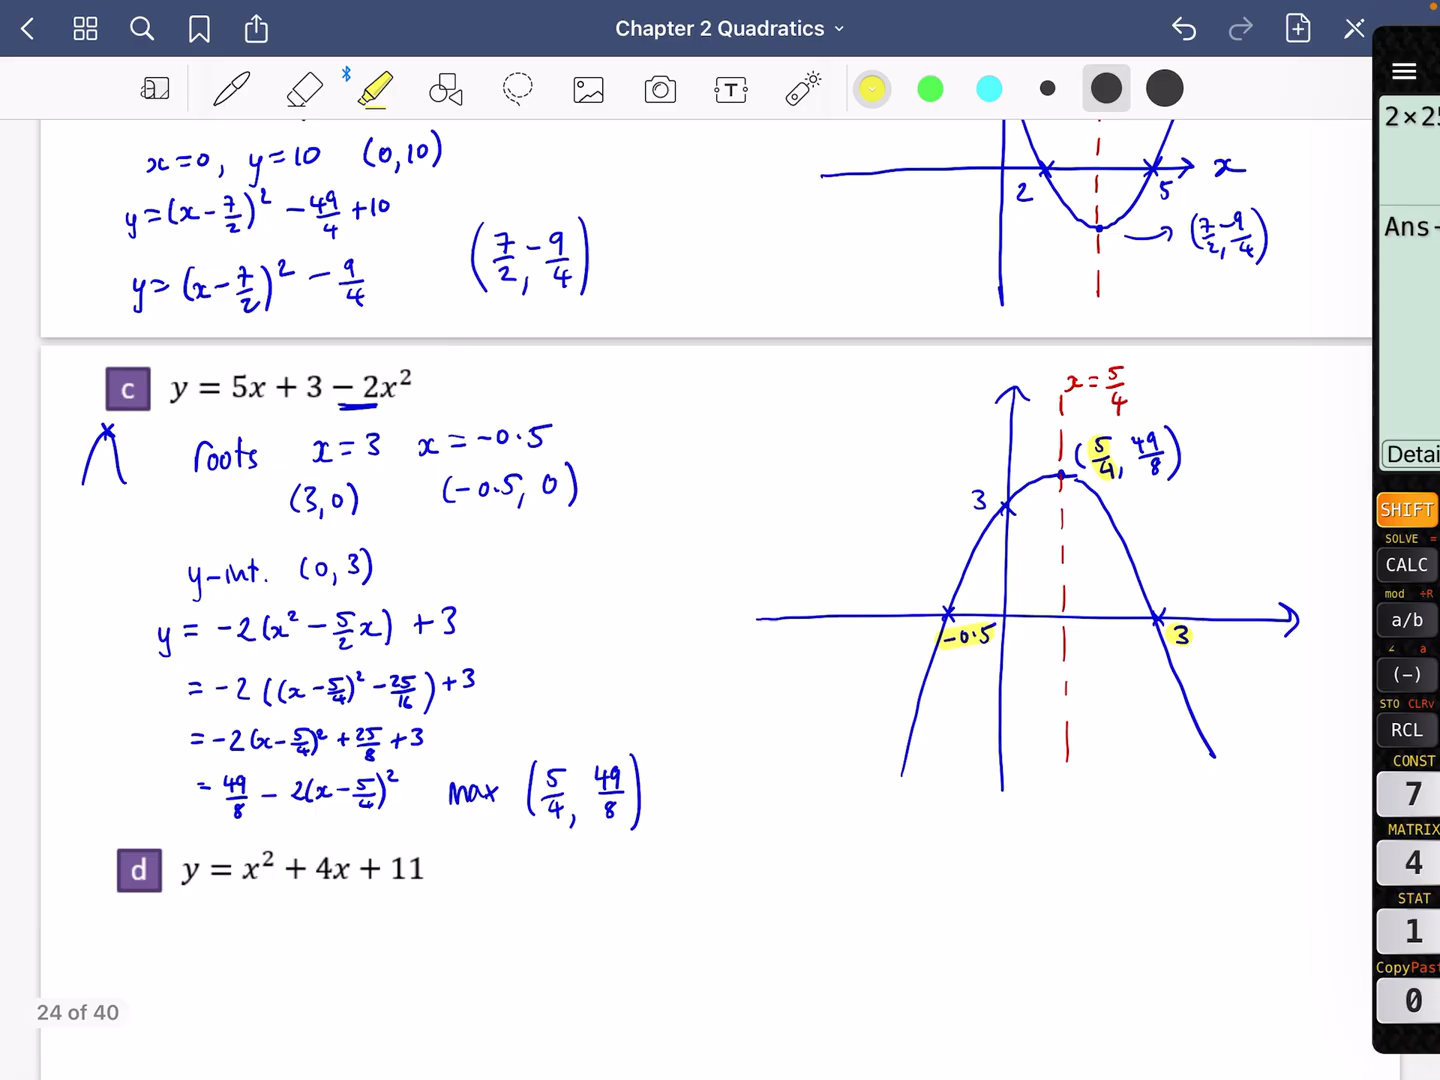 Chapter 2 Quadratics
x=0, y=10 (0,10)
y=(x-7/2)² -49/4+10
y=(x-7/2)² - 9/4
(7/2, -9/4)
x
2
5
(7/2, -9/4)
c y = 5x + 3 − 2x²
roots x=3 x=-0.5
(3,0) (-0.5, 0)
y-int. (0,3)
y = -2(x² - 5/2x) +3
= -2((x-5/4)² -25/16)+3
= -2(x-5/4)² +25/8 +3
= 49/8 - 2(x-5/4)² max (5/4, 49/8)
x=5/4
(5/4, 49/8)
3
-0.5
3
d y = x² + 4x + 11
24 of 40
2×25
Ans
Detai
SHIFT
SOLVE =
CALC
mod ÷R
a/b
∠ a
(−)
STO CLRv
RCL
CONST
7
MATRIX
4
STAT
1
CopyPast
0